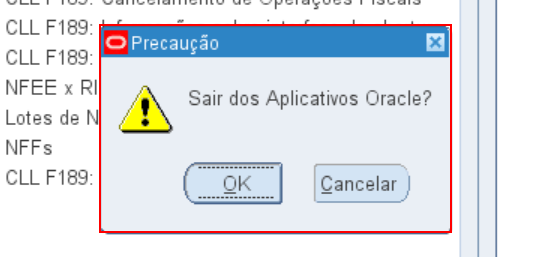 CLL F189: Cancelamento de Operações Fiscais
CLL F189:
CLL F189:
NFEE x RI
Lotes de N
NFFs
CLL F189:
Precaução
Sair dos Aplicativos Oracle?
OK
Cancelar